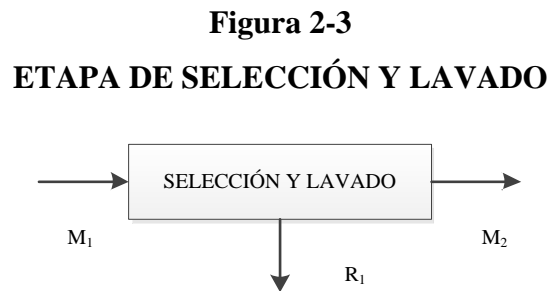 Figura 2-3
ETAPA DE SELECCIÓN Y LAVADO
SELECCIÓN Y LAVADO
M₁
M₂
R₁